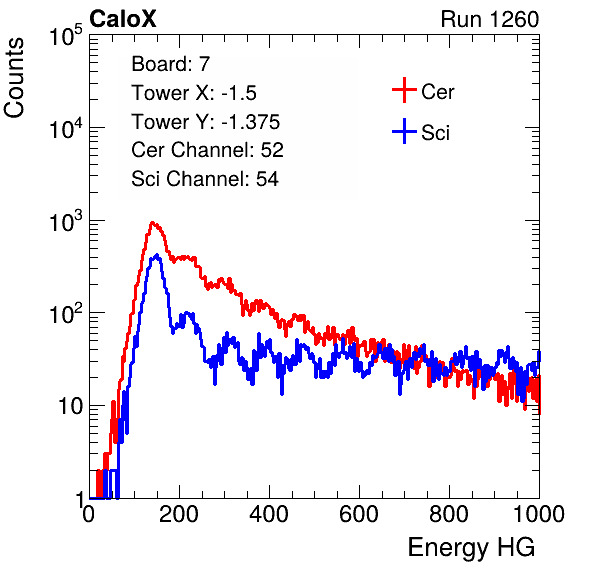 CaloX Run 1260
Counts
10^5
10^4
10^3
10^2
10
1
Board: 7
Tower X: -1.5
Tower Y: -1.375
Cer Channel: 52
Sci Channel: 54
Cer
Sci
0 200 400 600 800 1000
Energy HG